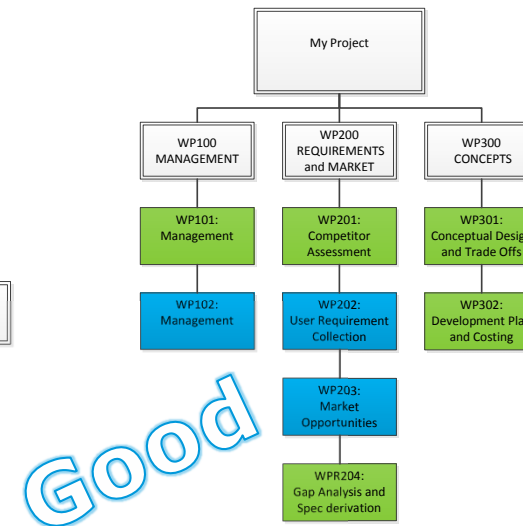 My Project
WP100
MANAGEMENT
WP200
REQUIREMENTS
and MARKET
WP300
CONCEPTS
WP101:
Management
WP201:
Competitor
Assessment
WP301:
Conceptual Desig
and Trade Offs
WP102:
Management
WP202:
User Requirement
Collection
WP302:
Development Pla
and Costing
WP203:
Market
Opportunities
WPR204:
Gap Analysis and
Spec derivation
Good